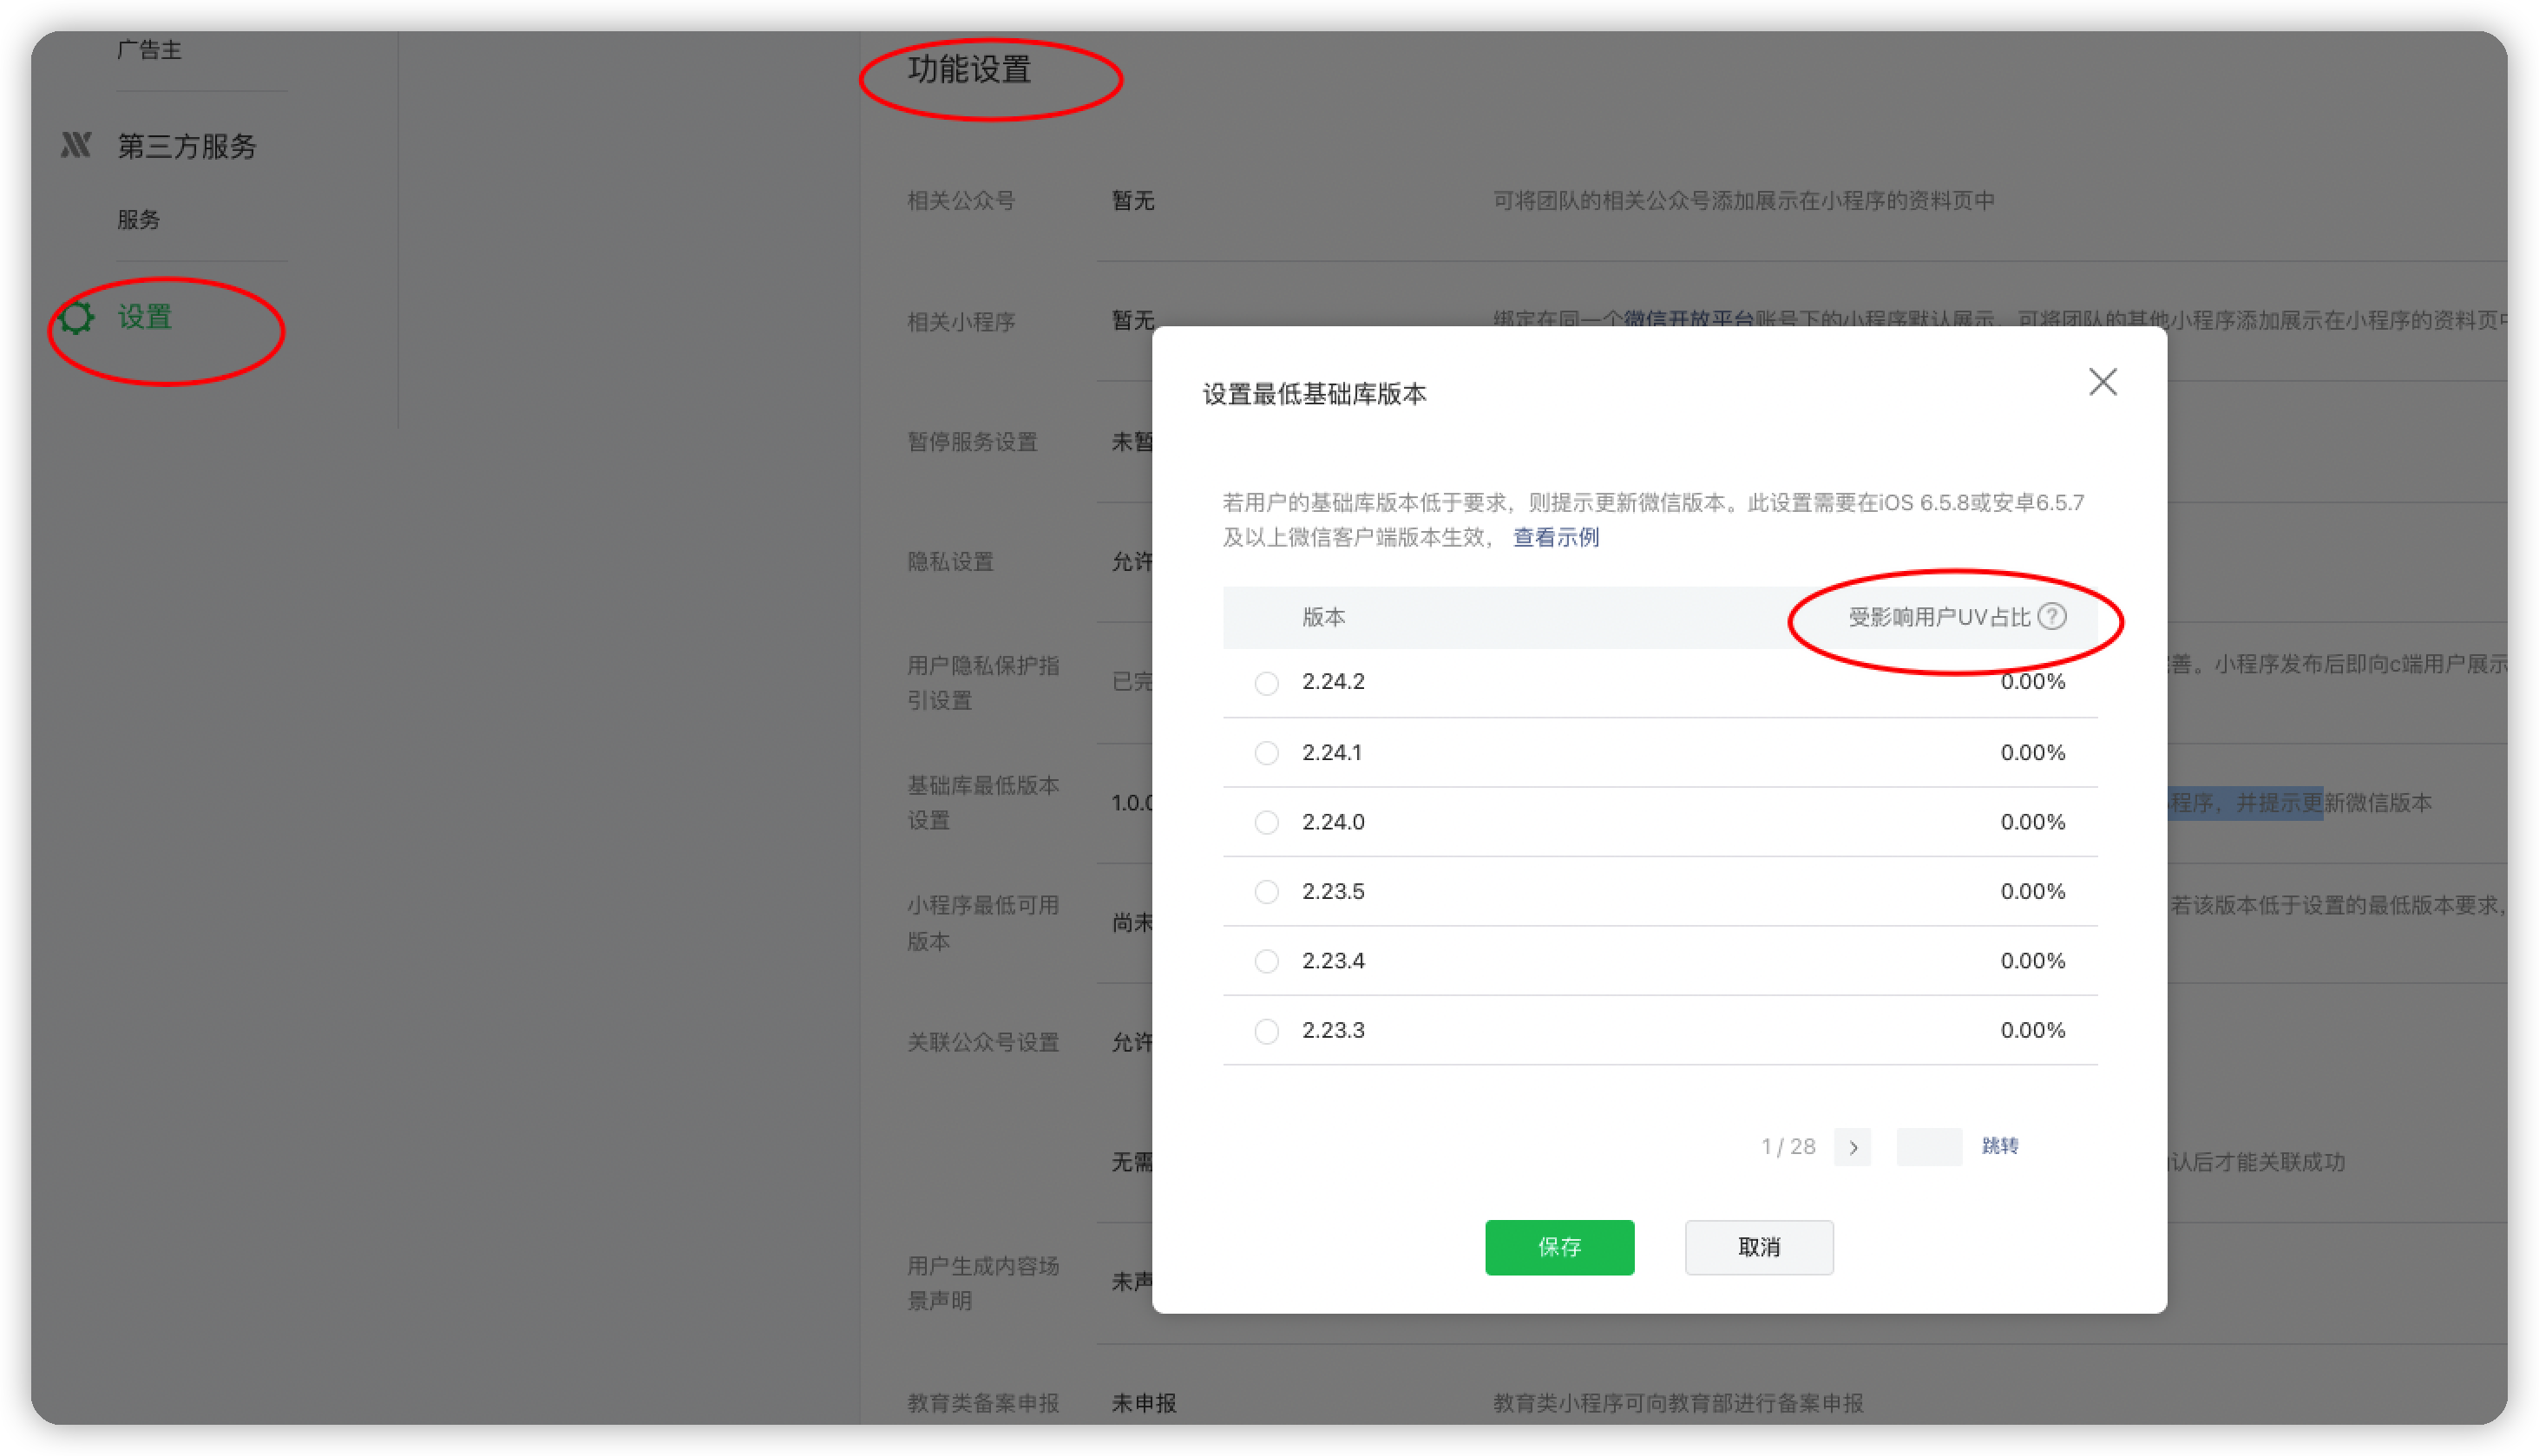 广告主
第三方服务
服务
设置
功能设置
相关公众号 暂无 可将团队的相关公众号添加展示在小程序的资料页中
相关小程序 暂无 绑定在同一个微信开放平台账号下的小程序默认展示，可将团队的其他小程序添加展示在小程序的资料页中
暂停服务设置 未暂
隐私设置 允许
用户隐私保护指 已完 善。小程序发布后即向c端用户展示
引设置
基础库最低版本 1.0.0 程序，并提示更新微信版本
设置
小程序最低可用 尚未 若该版本低于设置的最低版本要求，
版本
关联公众号设置 允许
无需 认后才能关联成功
用户生成内容场 未声
景声明
教育类备案申报 未申报 教育类小程序可向教育部进行备案申报
设置最低基础库版本
若用户的基础库版本低于要求，则提示更新微信版本。此设置需要在iOS 6.5.8或安卓6.5.7
及以上微信客户端版本生效， 查看示例
版本 受影响用户UV占比 ?
2.24.2 0.00%
2.24.1 0.00%
2.24.0 0.00%
2.23.5 0.00%
2.23.4 0.00%
2.23.3 0.00%
1 / 28 跳转
保存 取消